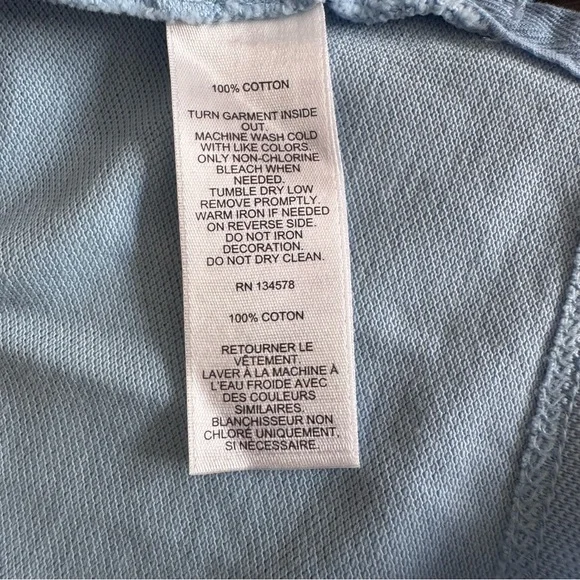 100% COTTON
TURN GARMENT INSIDE
OUT.
MACHINE WASH COLD
WITH LIKE COLORS.
ONLY NON-CHLORINE
BLEACH WHEN
NEEDED.
TUMBLE DRY LOW
REMOVE PROMPTLY.
WARM IRON IF NEEDED
ON REVERSE SIDE.
DO NOT IRON
DECORATION.
DO NOT DRY CLEAN.
RN 134578
100% COTON
RETOURNER LE
VÊTEMENT.
LAVER À LA MACHINE À
L'EAU FROIDE AVEC
DES COULEURS
SIMILAIRES.
BLANCHISSEUR NON
CHLORÉ UNIQUEMENT,
SI NÉCESSAIRE.